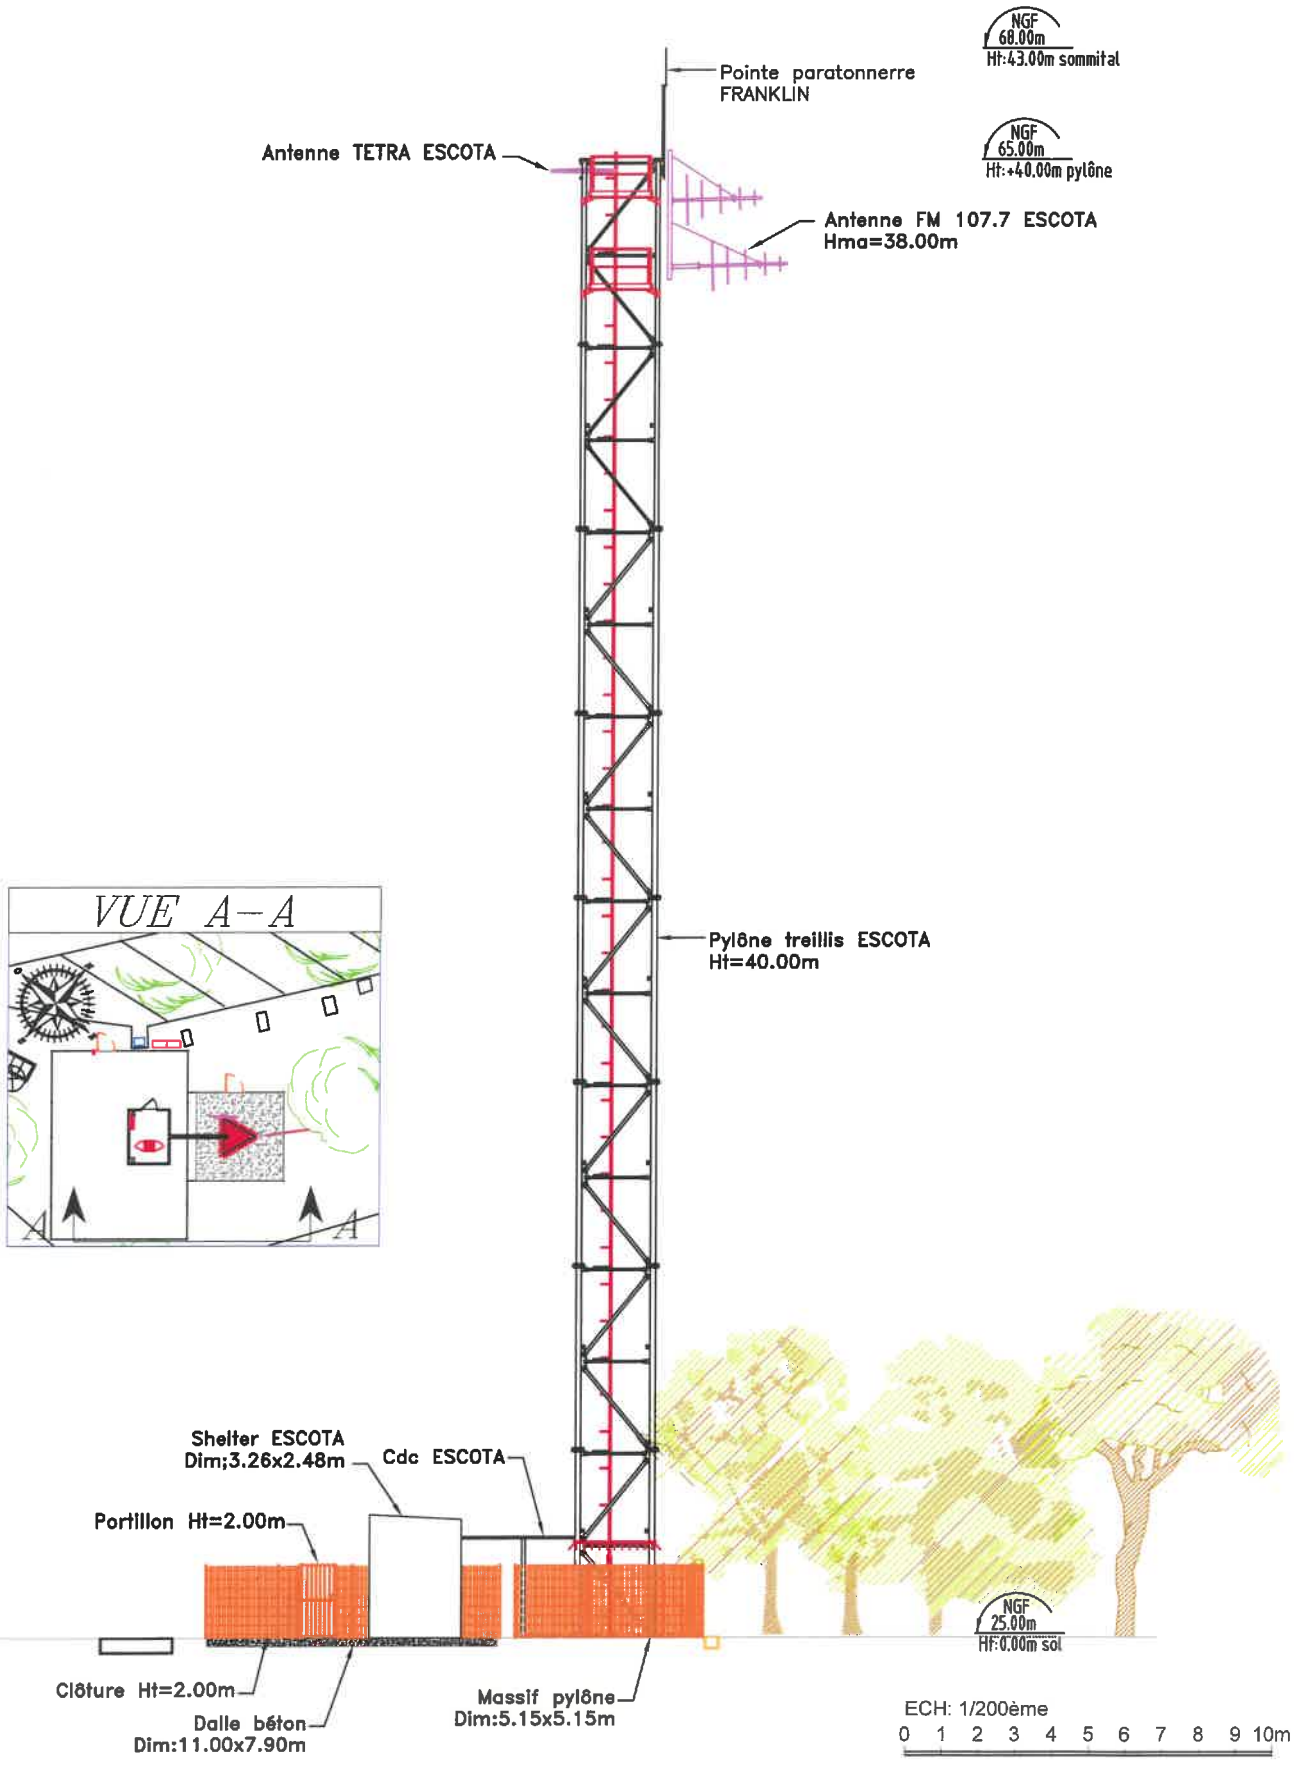 NGF
68.00m
Ht:43.00m sommital
Pointe paratonnerre
FRANKLIN
NGF
65.00m
Ht:+40.00m pylône
Antenne TETRA ESCOTA
Antenne FM 107.7 ESCOTA
Hma=38.00m
VUE A-A
A
A
Pylône treillis ESCOTA
Ht=40.00m
Shelter ESCOTA
Dim;3.26x2.48m
Cdc ESCOTA
Portillon Ht=2.00m
NGF
25.00m
Hf:0.00m sol
Clôture Ht=2.00m
Dalle béton
Dim:11.00x7.90m
Massif pylône
Dim:5.15x5.15m
ECH: 1/200ème
0 1 2 3 4 5 6 7 8 9 10m